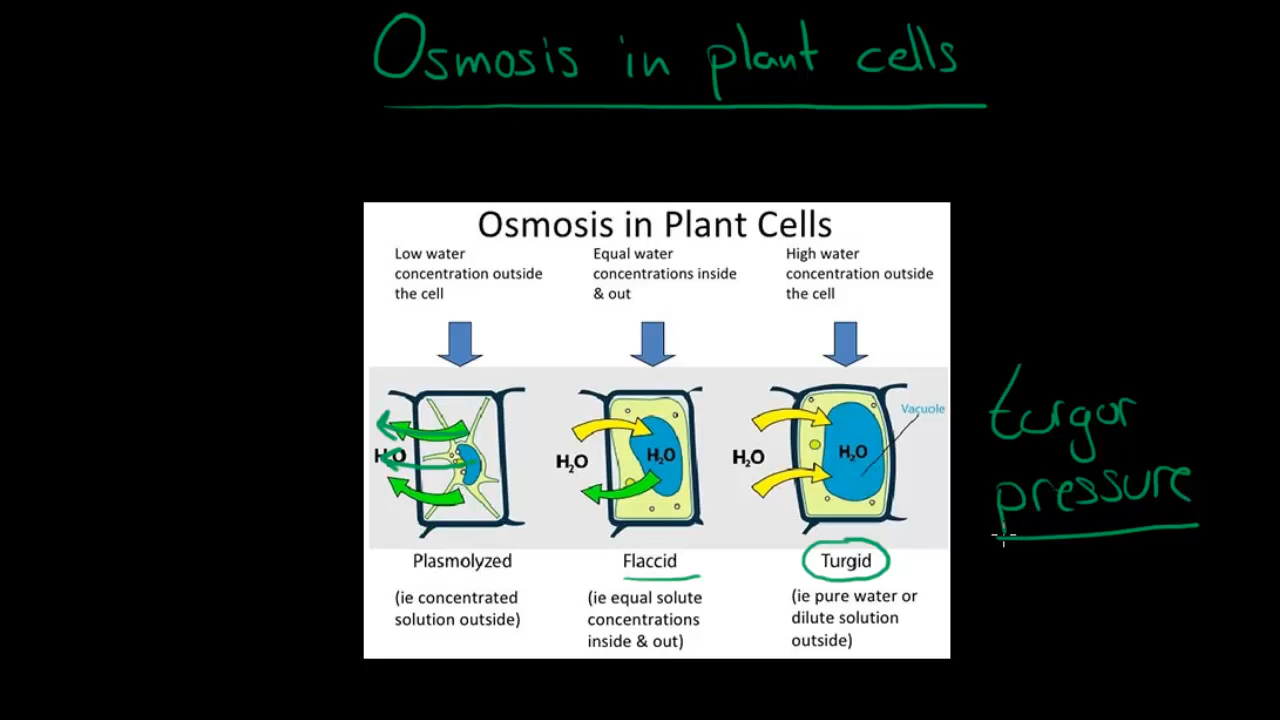 Osmosis in plant cells
Osmosis in Plant Cells
Low water
concentration outside
the cell
Equal water
concentrations inside
& out
High water
concentration outside
the cell
H₂O
H₂O
H₂O
H₂O
H₂O
Vacuole
turgor
pressure
Plasmolyzed
Flaccid
Turgid
(ie concentrated
solution outside)
(ie equal solute
concentrations
inside & out)
(ie pure water or
dilute solution
outside)